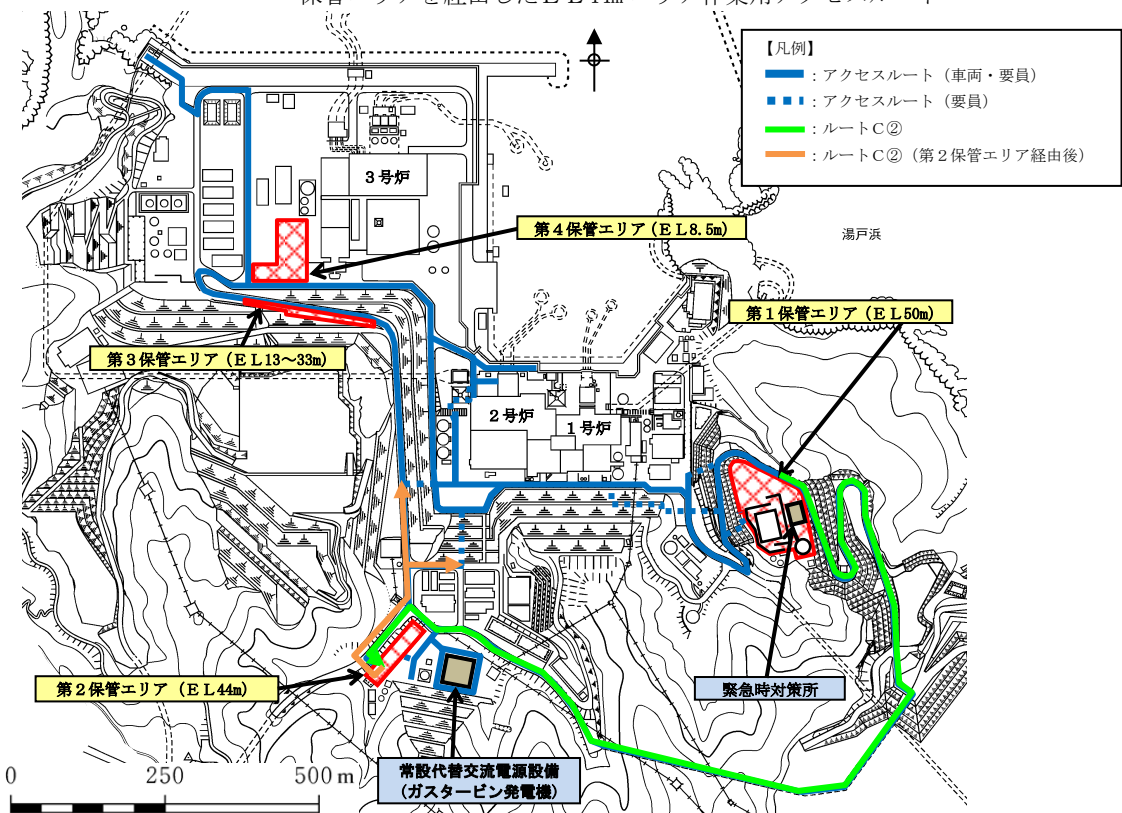 【凡例】
：アクセスルート（車両・要員）
：アクセスルート（要員）
：ルートC②
：ルートC②（第２保管エリア経由後）
3号炉
第４保管エリア（ＥＬ8.5m）
湯戸浜
第１保管エリア（ＥＬ50m）
第３保管エリア（ＥＬ13～33m）
2号炉
1号炉
第２保管エリア（ＥＬ44m）
緊急時対策所
常設代替交流電源設備
（ガスタービン発電機）
0 250 500 m